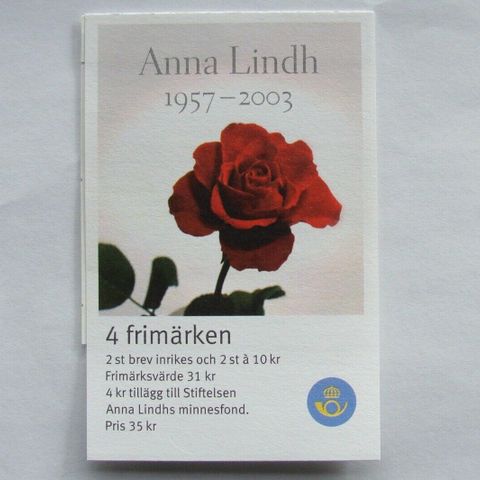 Anna Lindh
1957–2003
4 frimärken
2 st brev inrikes och 2 st à 10 kr
Frimärksvärde 31 kr
4 kr tillägg till Stiftelsen
Anna Lindhs minnesfond.
Pris 35 kr